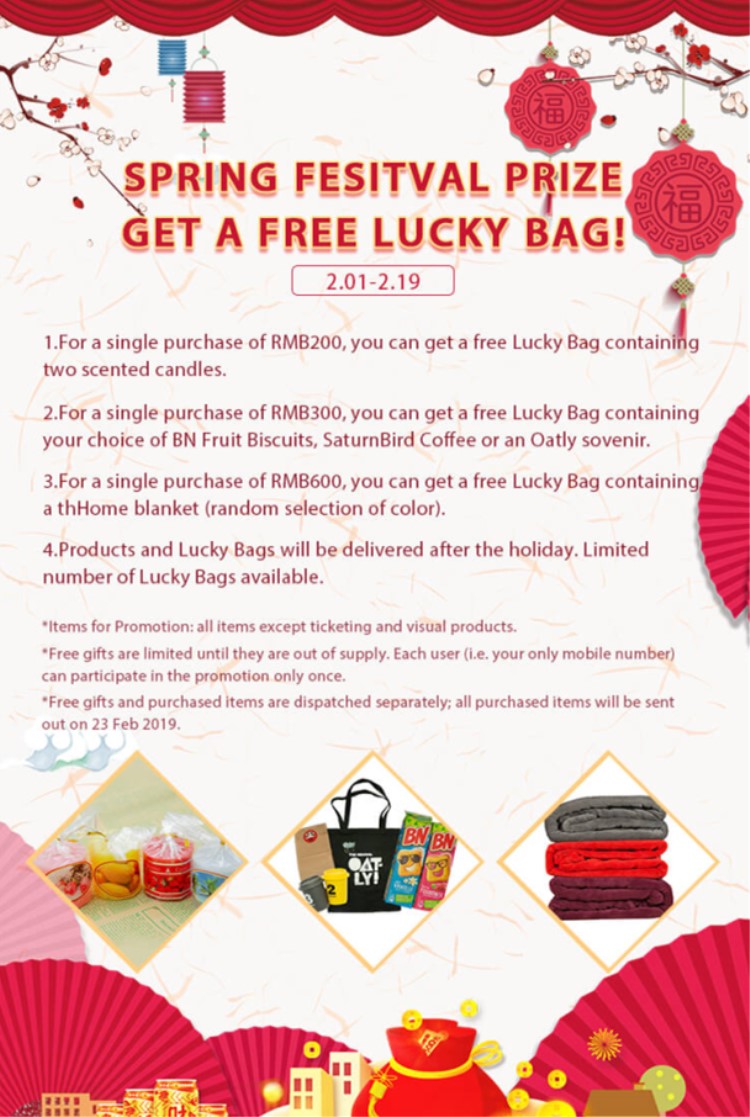 福
福
SPRING FESITVAL PRIZE
GET A FREE LUCKY BAG!
2.01-2.19
1.For a single purchase of RMB200, you can get a free Lucky Bag containing
two scented candles.
2.For a single purchase of RMB300, you can get a free Lucky Bag containing
your choice of BN Fruit Biscuits, SaturnBird Coffee or an Oatly sovenir.
3.For a single purchase of RMB600, you can get a free Lucky Bag containing
a thHome blanket (random selection of color).
4.Products and Lucky Bags will be delivered after the holiday. Limited
number of Lucky Bags available.
*Items for Promotion: all items except ticketing and visual products.
*Free gifts are limited until they are out of supply. Each user (i.e. your only mobile number)
can participate in the promotion only once.
*Free gifts and purchased items are dispatched separately; all purchased items will be sent
out on 23 Feb 2019.
OAT-
LY!
BN
BN
3
2